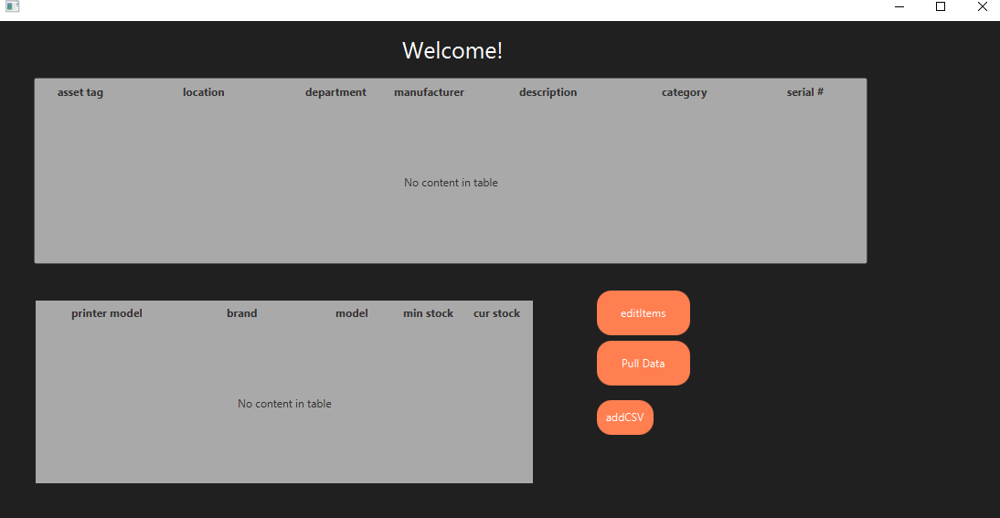 Welcome!
asset tag location department manufacturer description category serial #
No content in table
printer model brand model min stock cur stock
No content in table
editItems
Pull Data
addCSV